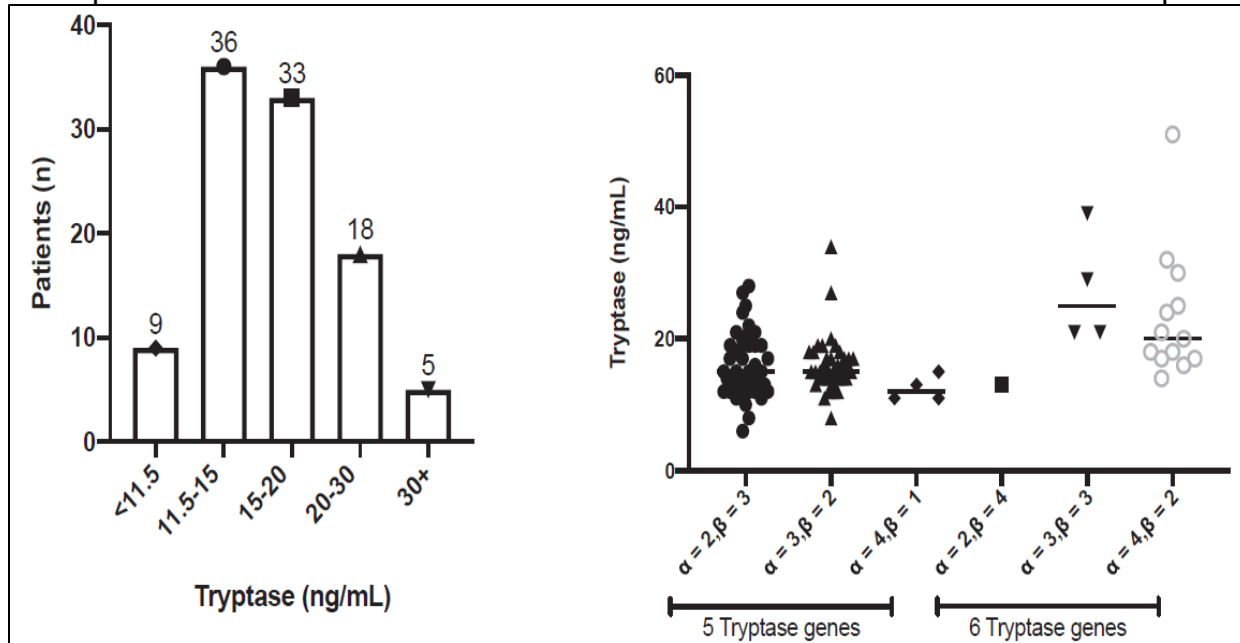 40
30
20
10
0
Patients (n)
9
36
33
18
5
<11.5
11.5-15
15-20
20-30
30+
Tryptase (ng/mL)
60
40
20
0
Tryptase (ng/mL)
α = 2,β = 3
α = 3,β = 2
α = 4,β = 1
α = 2,β = 4
α = 3,β = 3
α = 4,β = 2
5 Tryptase genes
6 Tryptase genes